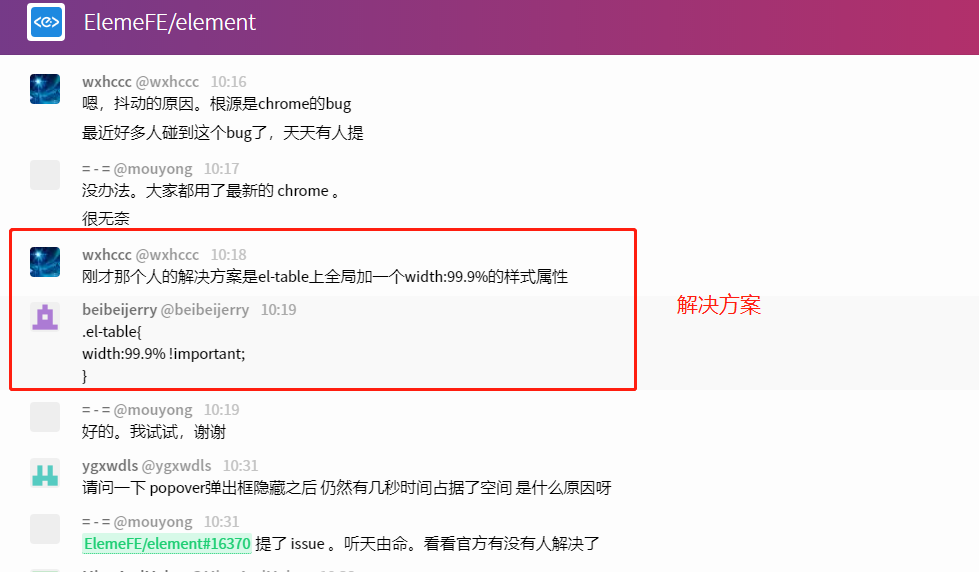 <e>
ElemeFE/element
wxhccc @wxhccc 10:16
嗯，抖动的原因。根源是chrome的bug
最近好多人碰到这个bug了，天天有人提
= - = @mouyong 10:17
没办法。大家都用了最新的 chrome 。
很无奈
wxhccc @wxhccc 10:18
刚才那个人的解决方案是el-table上全局加一个width:99.9%的样式属性
beibeijerry @beibeijerry 10:19
.el-table{
width:99.9% !important;
}
解决方案
= - = @mouyong 10:19
好的。我试试，谢谢
ygxwdls @ygxwdls 10:31
请问一下 popover弹出框隐藏之后 仍然有几秒时间占据了空间 是什么原因呀
= - = @mouyong 10:31
ElemeFE/element#16370 提了 issue 。听天由命。看看官方有没有人解决了